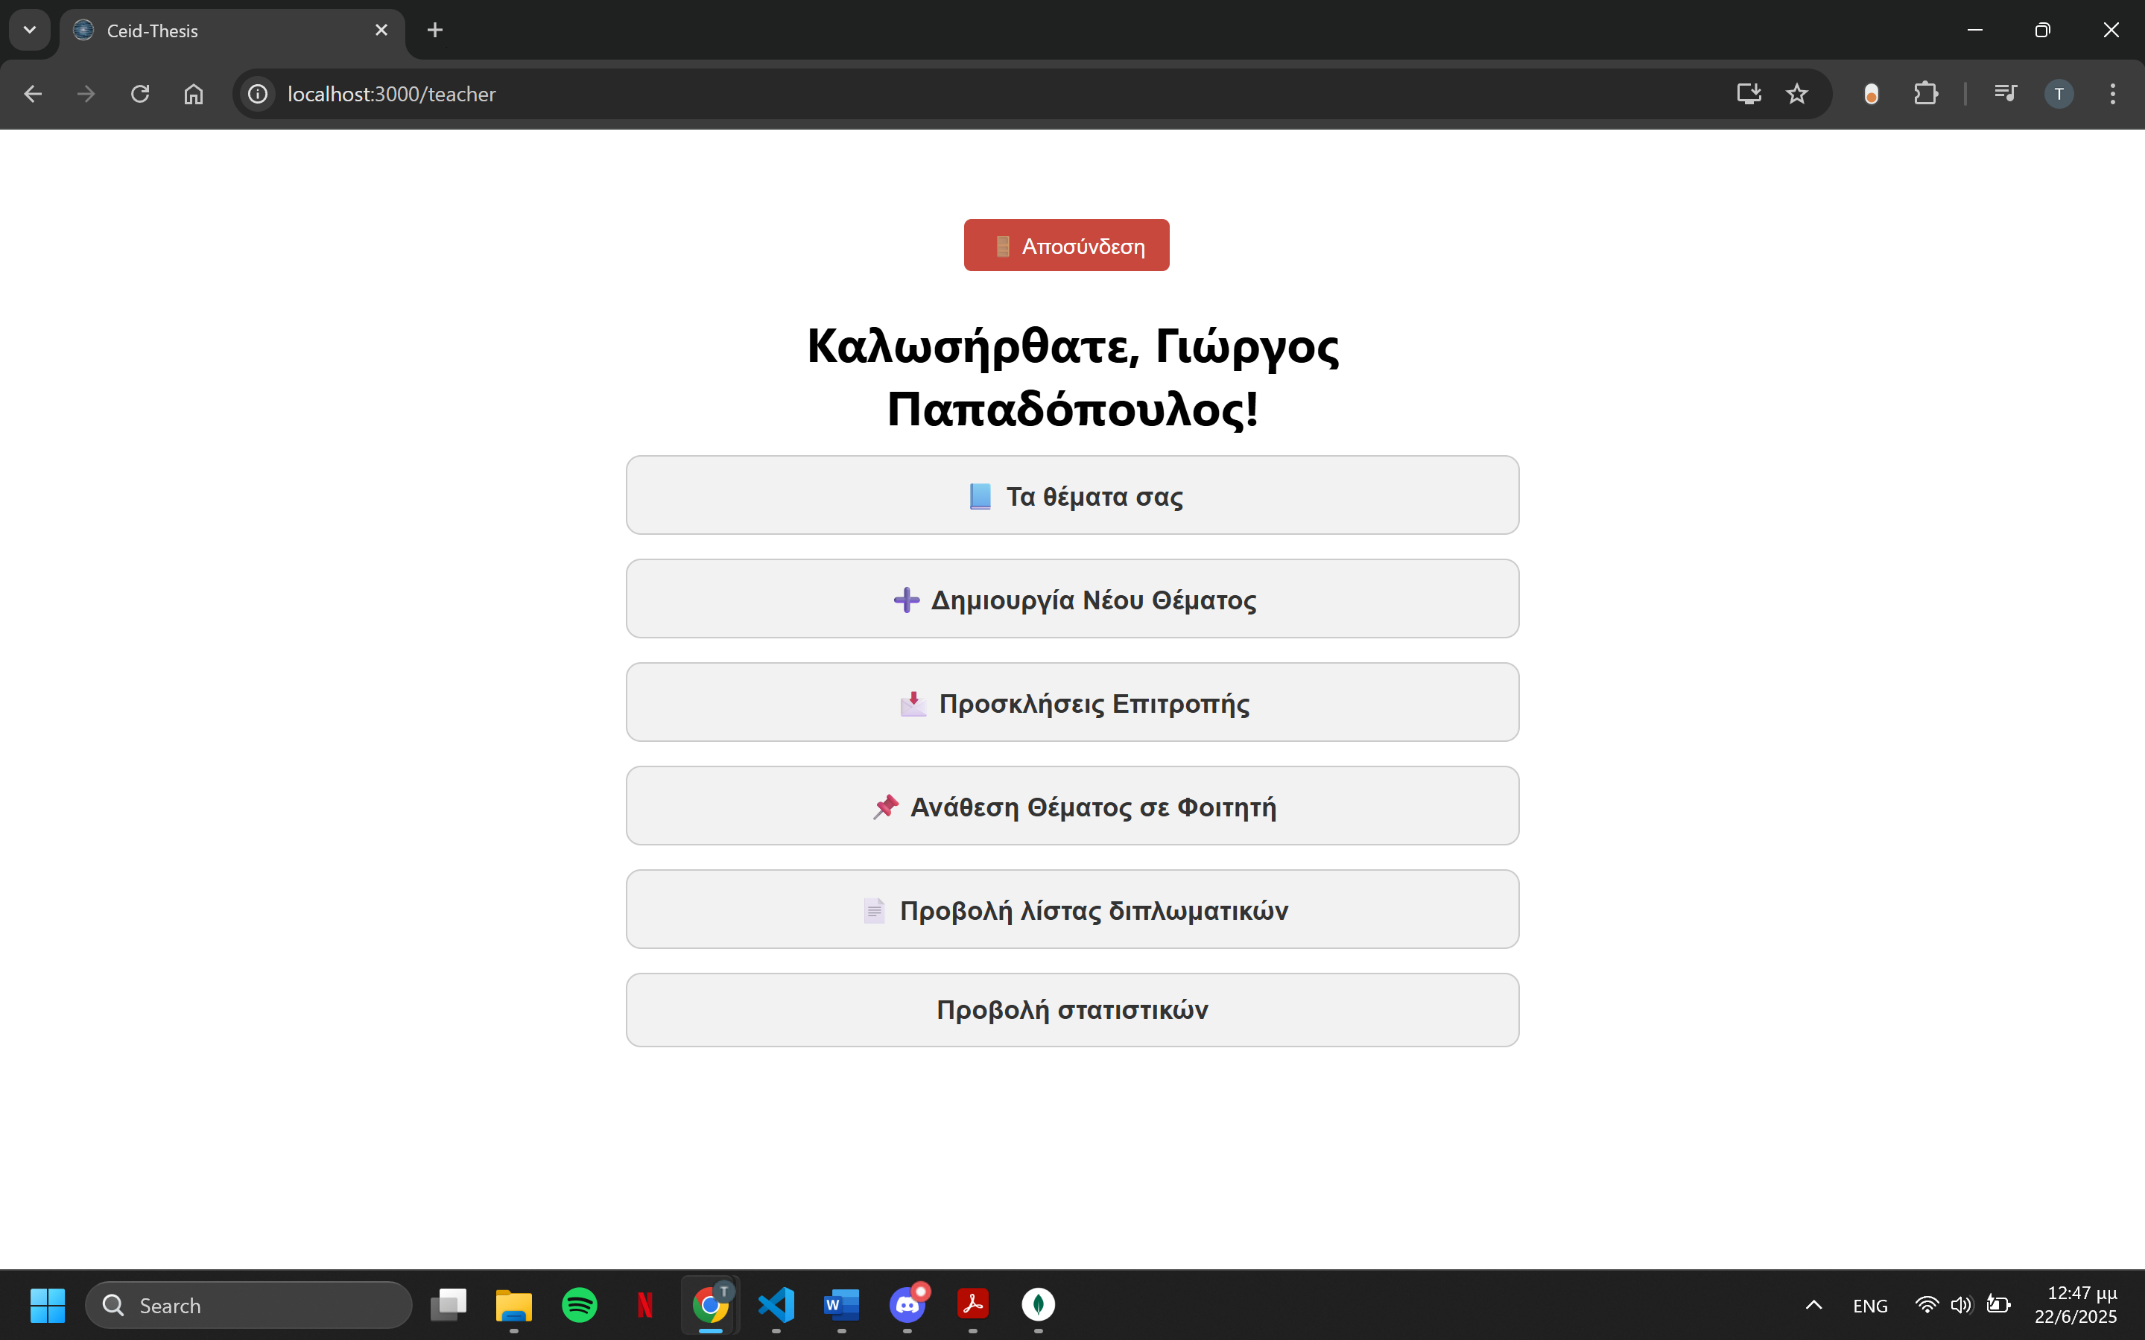 Ceid-Thesis
localhost:3000/teacher
T
Αποσύνδεση
Καλωσήρθατε, Γιώργος
Παπαδόπουλος!
Τα θέματα σας
Δημιουργία Νέου Θέματος
Προσκλήσεις Επιτροπής
Ανάθεση Θέματος σε Φοιτητή
Προβολή λίστας διπλωματικών
Προβολή στατιστικών
Search
N
T
W
ENG
12:47 μμ
22/6/2025